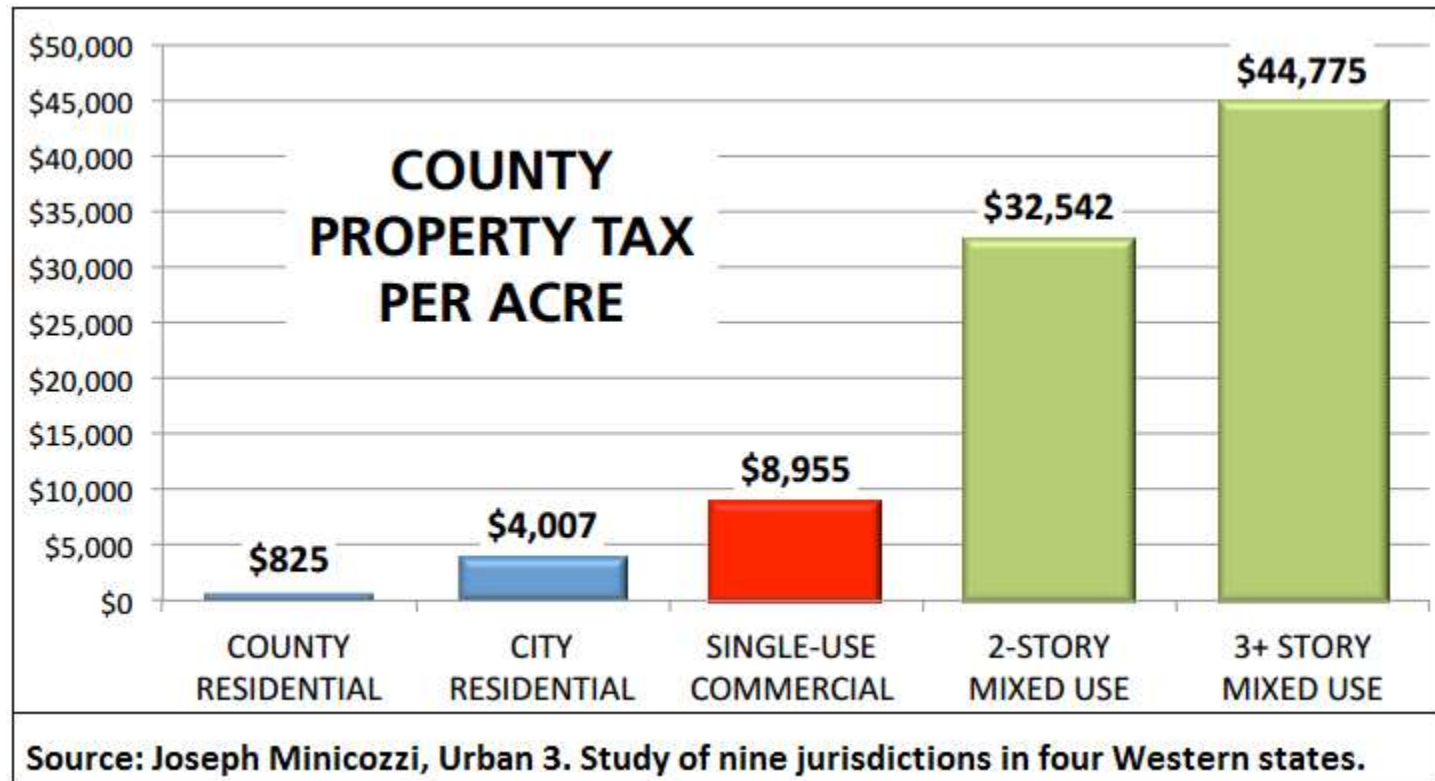 $50,000
$45,000
$40,000
$35,000
$30,000
$25,000
$20,000
$15,000
$10,000
$5,000
$0
COUNTY
PROPERTY TAX
PER ACRE
$825
$4,007
$8,955
$32,542
$44,775
COUNTY
RESIDENTIAL
CITY
RESIDENTIAL
SINGLE-USE
COMMERCIAL
2-STORY
MIXED USE
3+ STORY
MIXED USE
Source: Joseph Minicozzi, Urban 3. Study of nine jurisdictions in four Western states.